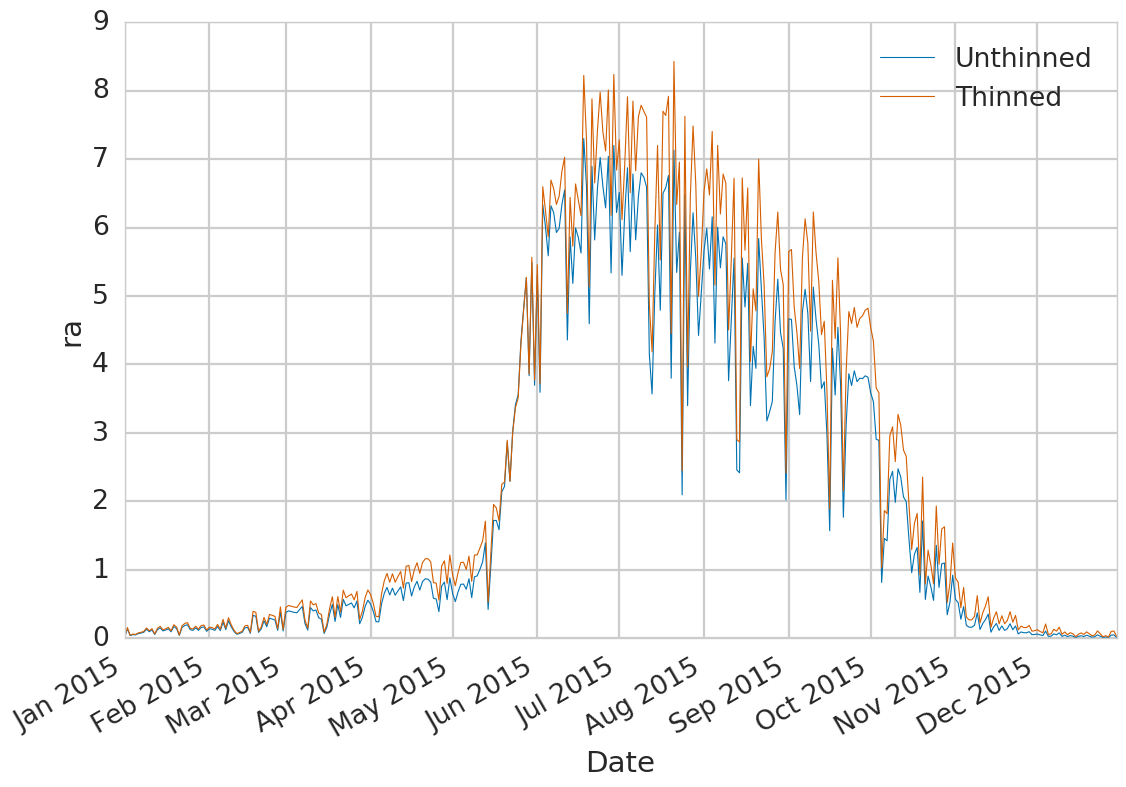 9
8
7
6
5
4
3
2
1
0
ra
Unthinned
Thinned
Jan 2015
Feb 2015
Mar 2015
Apr 2015
May 2015
Jun 2015
Jul 2015
Aug 2015
Sep 2015
Oct 2015
Nov 2015
Dec 2015
Date